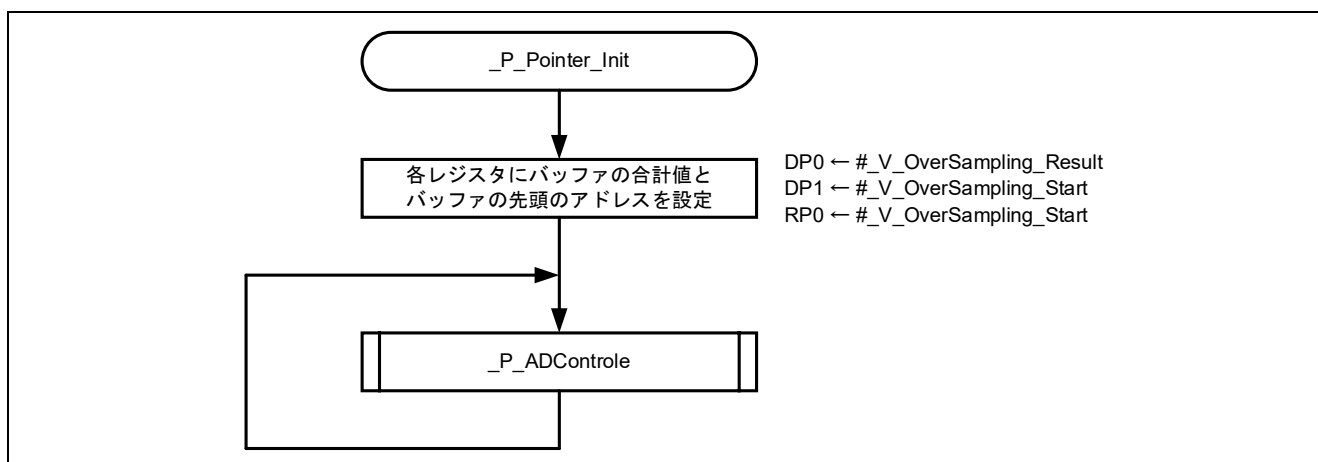 _P_Pointer_Init
各レジスタにバッファの合計値と
バッファの先頭のアドレスを設定
DP0 ← #_V_OverSampling_Result
DP1 ← #_V_OverSampling_Start
RP0 ← #_V_OverSampling_Start
_P_ADControle